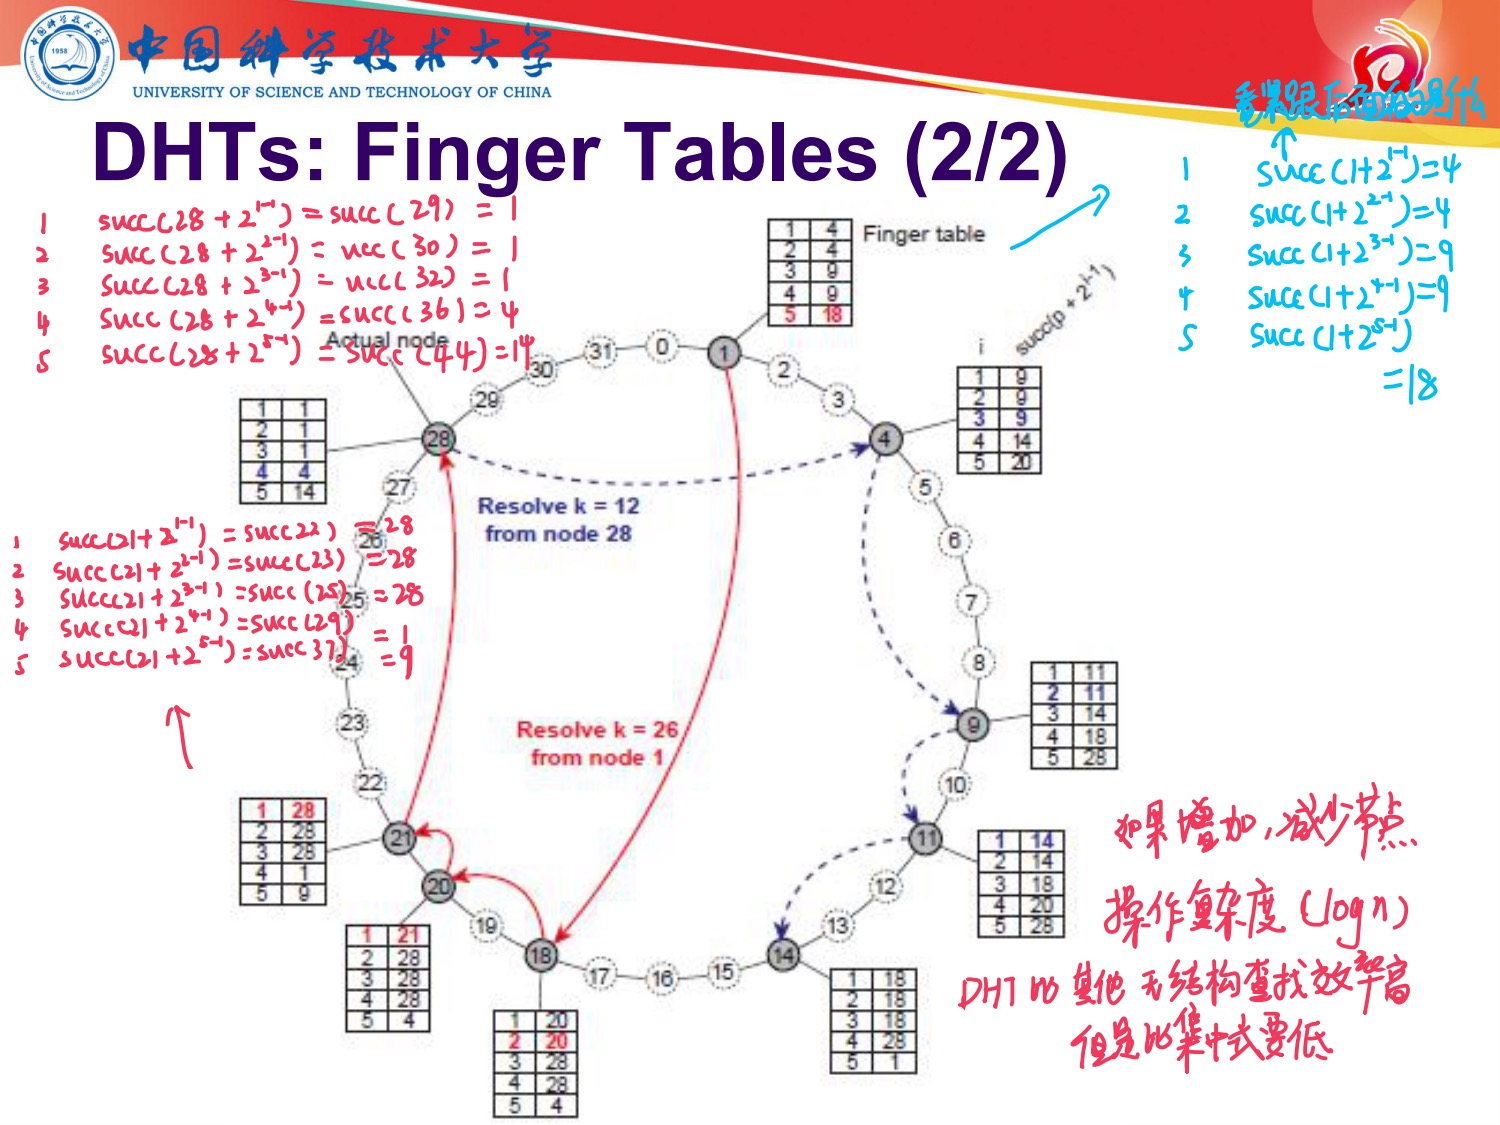 中国科学技术大学
UNIVERSITY OF SCIENCE AND TECHNOLOGY OF CHINA
1958
看紧跟后面的是什么
DHTs: Finger Tables (2/2)
1 succ(1+2^1-1)=4
2 succ(1+2^2-1)=4
3 succ(1+2^3-1)=9
4 succ(1+2^4-1)=9
5 succ(1+2^5-1)
=18
1 succ(28+2^1-1)=succ(29)=1
2 succ(28+2^2-1)=ucc(30)=1
3 succ(28+2^3-1)=ucc(32)=1
4 succ(28+2^4-1)=succ(36)=4
5 succ(28+2^5-1)=succ(44)=14
Finger table
1 4
2 4
3 9
4 9
5 18
Actual node
i succ(p + 2^i-1)
1 9
2 9
3 9
4 14
5 20
1 1
2 1
3 1
4 4
5 14
0
1
2
3
4
5
6
7
8
9
10
11
12
13
14
15
16
17
18
19
20
21
22
23
24
25
26
27
28
29
30
31
Resolve k = 12
from node 28
1 succ(21+2^1-1)=succ22)=28
2 succ(21+2^2-1)=succ(23)=28
3 succ(21+2^3-1)=succ(25)=28
4 succ(21+2^4-1)=succ(29)=1
5 succ(21+2^5-1)=succ37)=9
Resolve k = 26
from node 1
1 11
2 11
3 14
4 18
5 28
1 28
2 28
3 28
4 1
5 9
1 14
2 14
3 18
4 20
5 28
1 21
2 28
3 28
4 28
5 4
1 20
2 20
3 28
4 28
5 4
1 18
2 18
3 18
4 28
5 1
如果增加,减少节点
操作复杂度(logn)
DHT比其他无结构查找效率高
但是比集中式要低